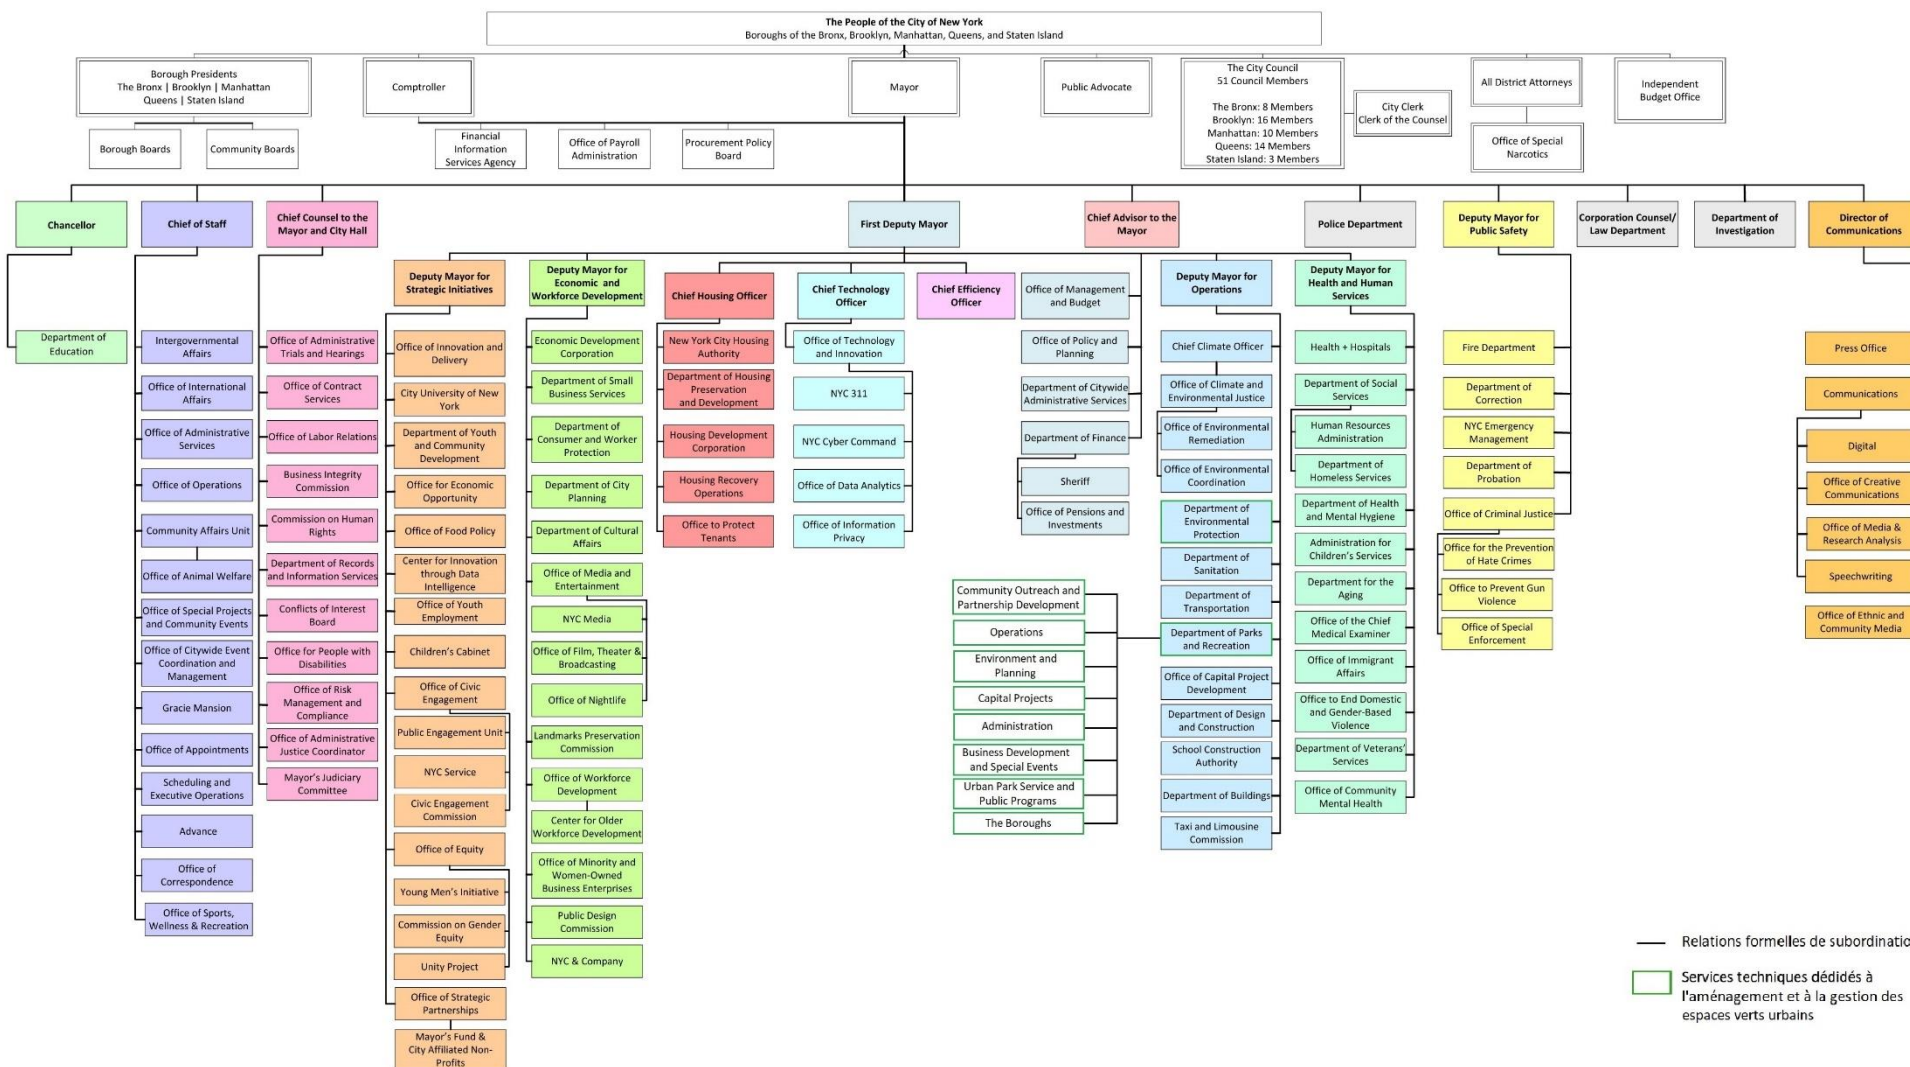 The People of the City of New York
Boroughs of the Bronx, Brooklyn, Manhattan, Queens, and Staten Island
Borough Presidents
The Bronx | Brooklyn | Manhattan
Queens | Staten Island
Comptroller
Mayor
Public Advocate
The City Council
51 Council Members
The Bronx: 8 Members
Brooklyn: 16 Members
Manhattan: 10 Members
Queens: 14 Members
Staten Island: 3 Members
City Clerk
Clerk of the Counsel
All District Attorneys
Independent
Budget Office
Borough Boards
Community Boards
Financial
Information
Services Agency
Office of Payroll
Administration
Procurement Policy
Board
Office of Special
Narcotics
Chancellor
Chief of Staff
Chief Counsel to the
Mayor and City Hall
First Deputy Mayor
Chief Advisor to the
Mayor
Police Department
Deputy Mayor for
Public Safety
Corporation Counsel/
Law Department
Department of
Investigation
Director of
Communications
Deputy Mayor for
Strategic Initiatives
Deputy Mayor for
Economic and
Workforce Development
Chief Housing Officer
Chief Technology
Officer
Chief Efficiency
Officer
Office of Management
and Budget
Deputy Mayor for
Operations
Deputy Mayor for
Health and Human
Services
Department of
Education
Intergovernmental
Affairs
Office of International
Affairs
Office of Administrative
Services
Office of Operations
Community Affairs Unit
Office of Animal Welfare
Office of Special Projects
and Community Events
Office of Citywide Event
Coordination and
Management
Gracie Mansion
Office of Appointments
Scheduling and
Executive Operations
Advance
Office of
Correspondence
Office of Sports,
Wellness & Recreation
Office of Administrative
Trials and Hearings
Office of Contract
Services
Office of Labor Relations
Business Integrity
Commission
Commission on Human
Rights
Department of Records
and Information Services
Conflicts of Interest
Board
Office for People with
Disabilities
Office of Risk
Management and
Compliance
Office of Administrative
Justice Coordinator
Mayor's Judiciary
Committee
Office of Innovation and
Delivery
City University of New
York
Department of Youth
and Community
Development
Office for Economic
Opportunity
Office of Food Policy
Center for Innovation
through Data
Intelligence
Office of Youth
Employment
Children's Cabinet
Office of Civic
Engagement
Public Engagement Unit
NYC Service
Civic Engagement
Commission
Office of Equity
Young Men's Initiative
Commission on Gender
Equity
Unity Project
Office of Strategic
Partnerships
Mayor's Fund &
City Affiliated Non-
Profits
Economic Development
Corporation
Department of Small
Business Services
Department of
Consumer and Worker
Protection
Department of City
Planning
Department of Cultural
Affairs
Office of Media and
Entertainment
NYC Media
Office of Film, Theater &
Broadcasting
Office of Nightlife
Landmarks Preservation
Commission
Office of Workforce
Development
Center for Older
Workforce Development
Office of Minority and
Women-Owned
Business Enterprises
Public Design
Commission
NYC & Company
New York City Housing
Authority
Department of Housing
Preservation
and Development
Housing Development
Corporation
Housing Recovery
Operations
Office to Protect
Tenants
Office of Technology
and Innovation
NYC 311
NYC Cyber Command
Office of Data Analytics
Office of Information
Privacy
Office of Policy and
Planning
Department of Citywide
Administrative Services
Department of Finance
Sheriff
Office of Pensions and
Investments
Community Outreach and
Partnership Development
Operations
Environment and
Planning
Capital Projects
Administration
Business Development
and Special Events
Urban Park Service and
Public Programs
The Boroughs
Chief Climate Officer
Office of Climate and
Environmental Justice
Office of Environmental
Remediation
Office of Environmental
Coordination
Department of
Environmental
Protection
Department of
Sanitation
Department of
Transportation
Department of Parks
and Recreation
Office of Capital Project
Development
Department of Design
and Construction
School Construction
Authority
Department of Buildings
Taxi and Limousine
Commission
Health + Hospitals
Department of Social
Services
Human Resources
Administration
Department of
Homeless Services
Department of Health
and Mental Hygiene
Administration for
Children's Services
Department for the
Aging
Office of the Chief
Medical Examiner
Office of Immigrant
Affairs
Office to End Domestic
and Gender-Based
Violence
Department of Veterans'
Services
Office of Community
Mental Health
Fire Department
Department of
Correction
NYC Emergency
Management
Department of
Probation
Office of Criminal Justice
Office for the Prevention
of Hate Crimes
Office to Prevent Gun
Violence
Office of Special
Enforcement
Press Office
Communications
Digital
Office of Creative
Communications
Office of Media &
Research Analysis
Speechwriting
Office of Ethnic and
Community Media
Relations formelles de subordinatio
Services techniques dédidés à
l'aménagement et à la gestion des
espaces verts urbains